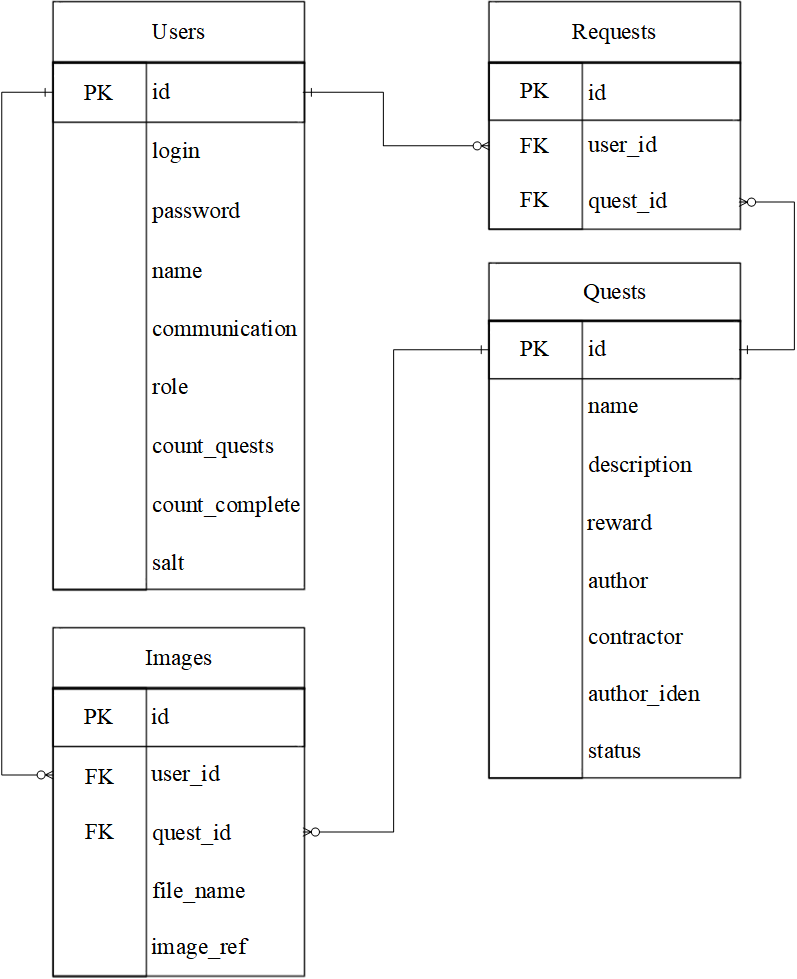 Users
PK id
login
password
name
communication
role
count_quests
count_complete
salt
Requests
PK id
FK user_id
FK quest_id
Quests
PK id
name
description
reward
author
contractor
author_iden
status
Images
PK id
FK user_id
FK quest_id
file_name
image_ref